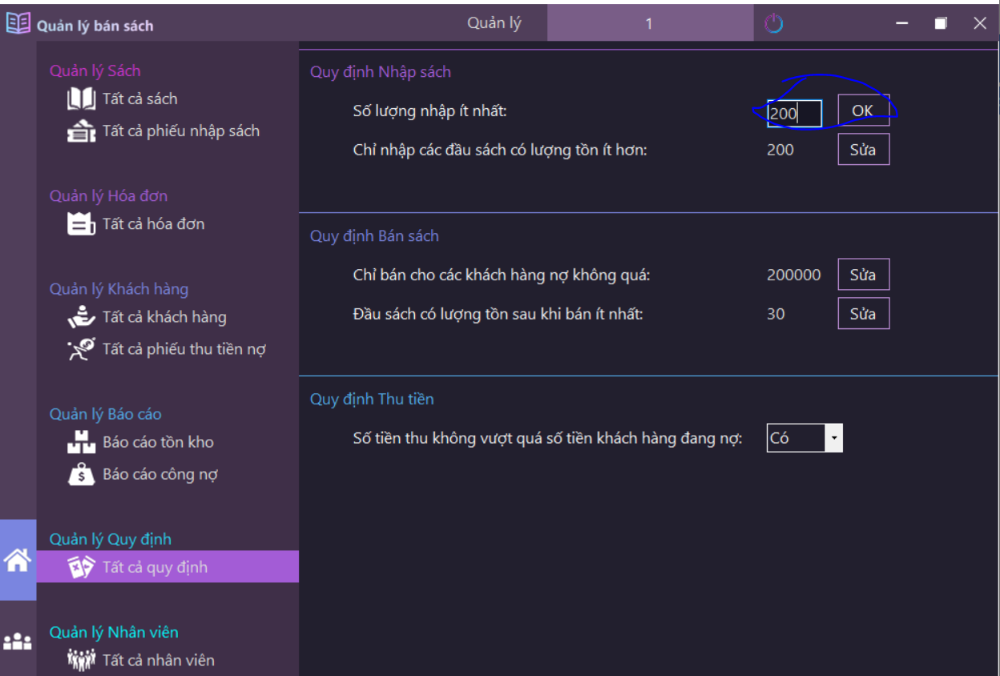 Quản lý bán sách
Quản lý
1
Quản lý Sách
Tất cả sách
Tất cả phiếu nhập sách
Quản lý Hóa đơn
Tất cả hóa đơn
Quản lý Khách hàng
Tất cả khách hàng
Tất cả phiếu thu tiền nợ
Quản lý Báo cáo
Báo cáo tồn kho
Báo cáo công nợ
Quản lý Quy định
Tất cả quy định
Quản lý Nhân viên
Tất cả nhân viên
Quy định Nhập sách
Số lượng nhập ít nhất: 200 OK
Chỉ nhập các đầu sách có lượng tồn ít hơn: 200 Sửa
Quy định Bán sách
Chỉ bán cho các khách hàng nợ không quá: 200000 Sửa
Đầu sách có lượng tồn sau khi bán ít nhất: 30 Sửa
Quy định Thu tiền
Số tiền thu không vượt quá số tiền khách hàng đang nợ: Có